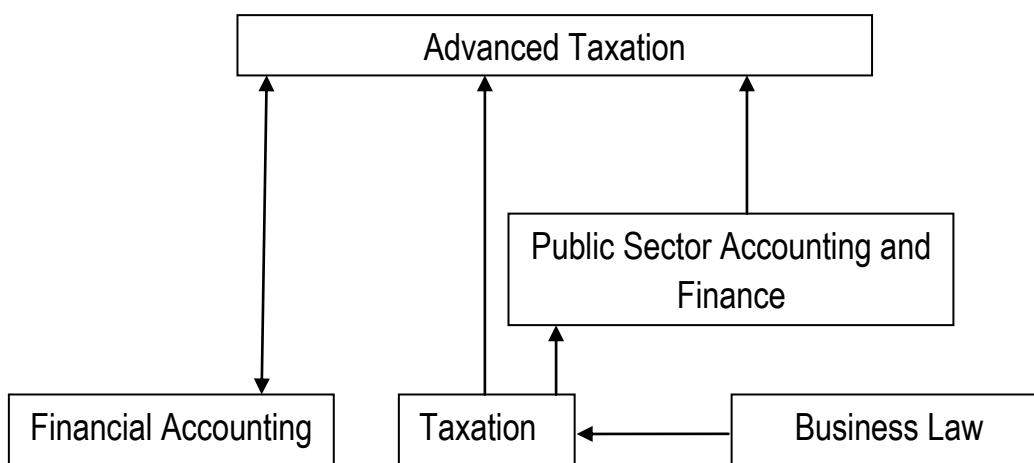 Advanced Taxation
Public Sector Accounting and
Finance
Financial Accounting
Taxation
Business Law